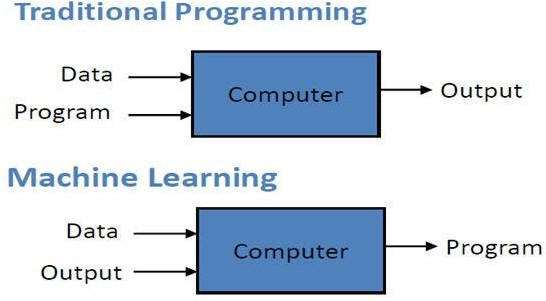 Traditional Programming
Data
Computer
Output
Program
Machine Learning
Data
Computer
Program
Output